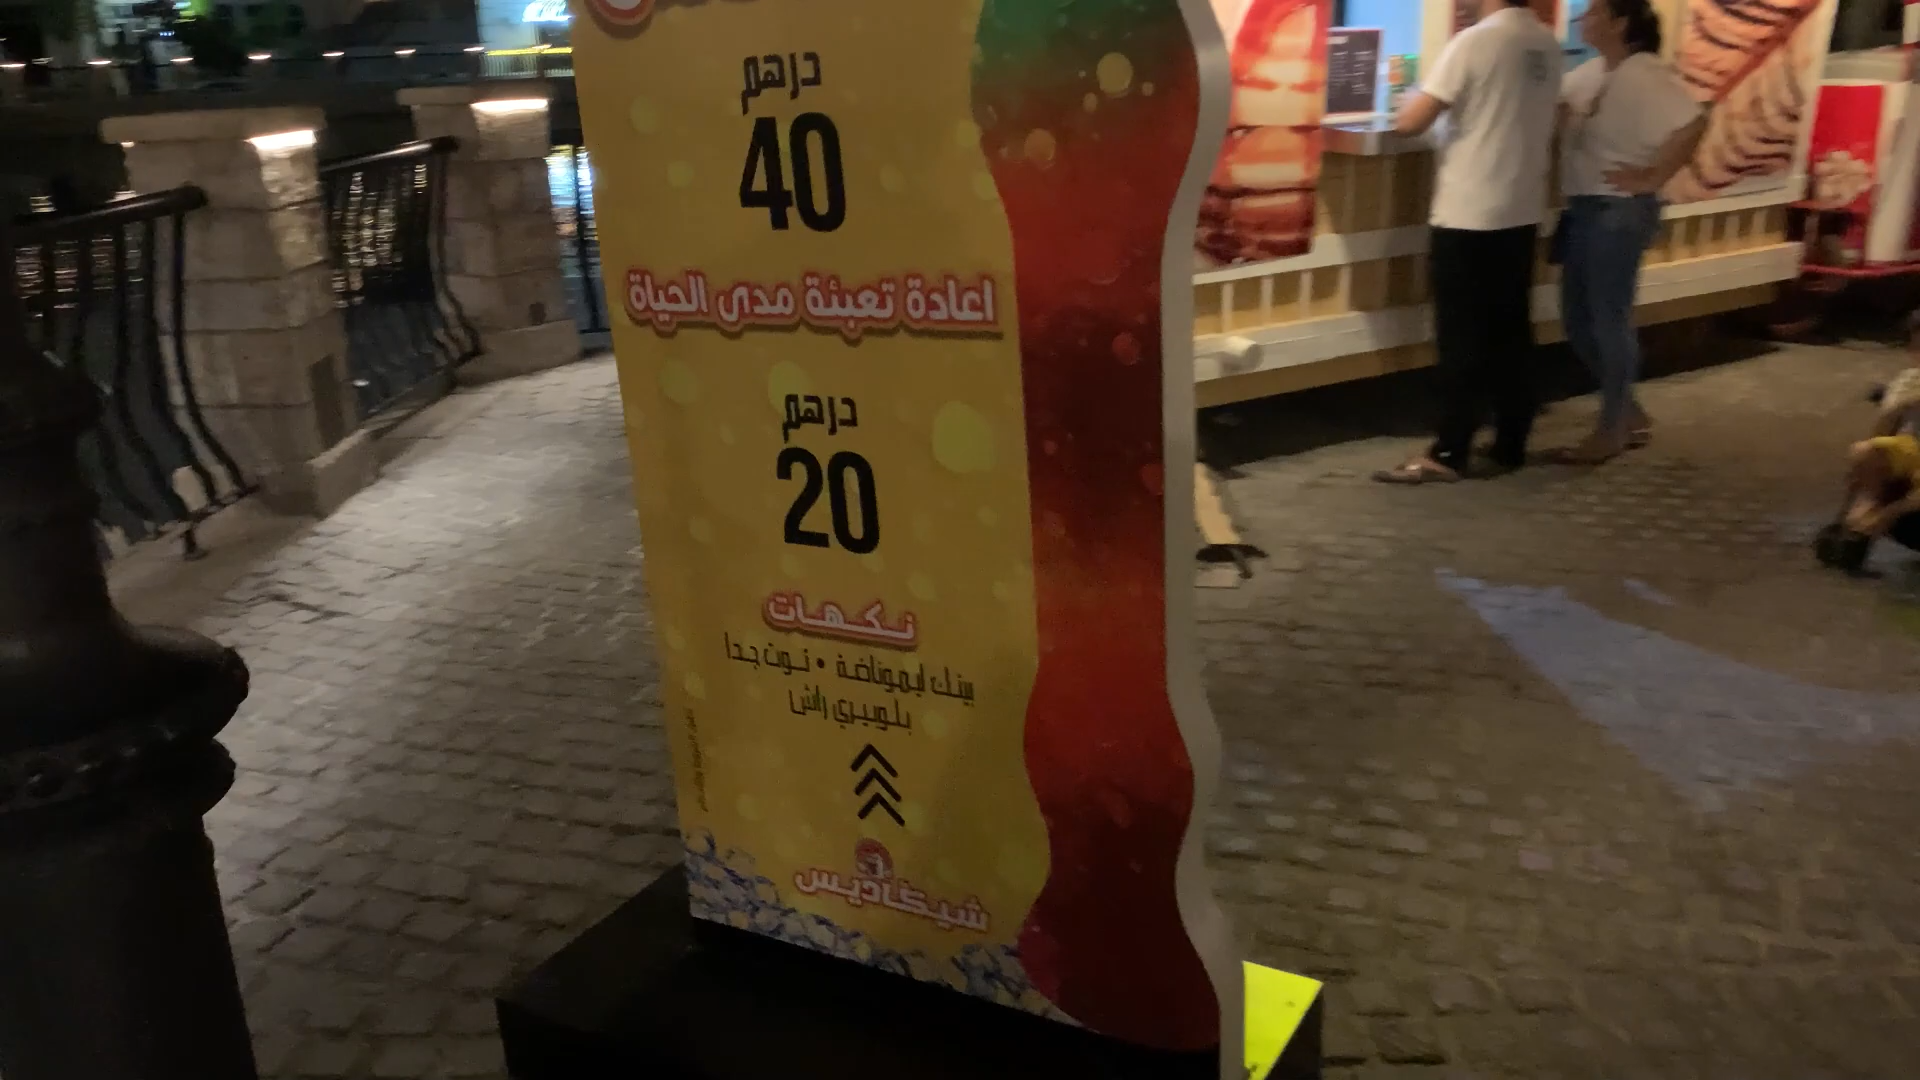 درهم
40
اعادة تعبئة مدى الحياة
درهم
20
نكهات
بينك ليموناضة • توت جدا
بلوبيري راش
شيكاديس